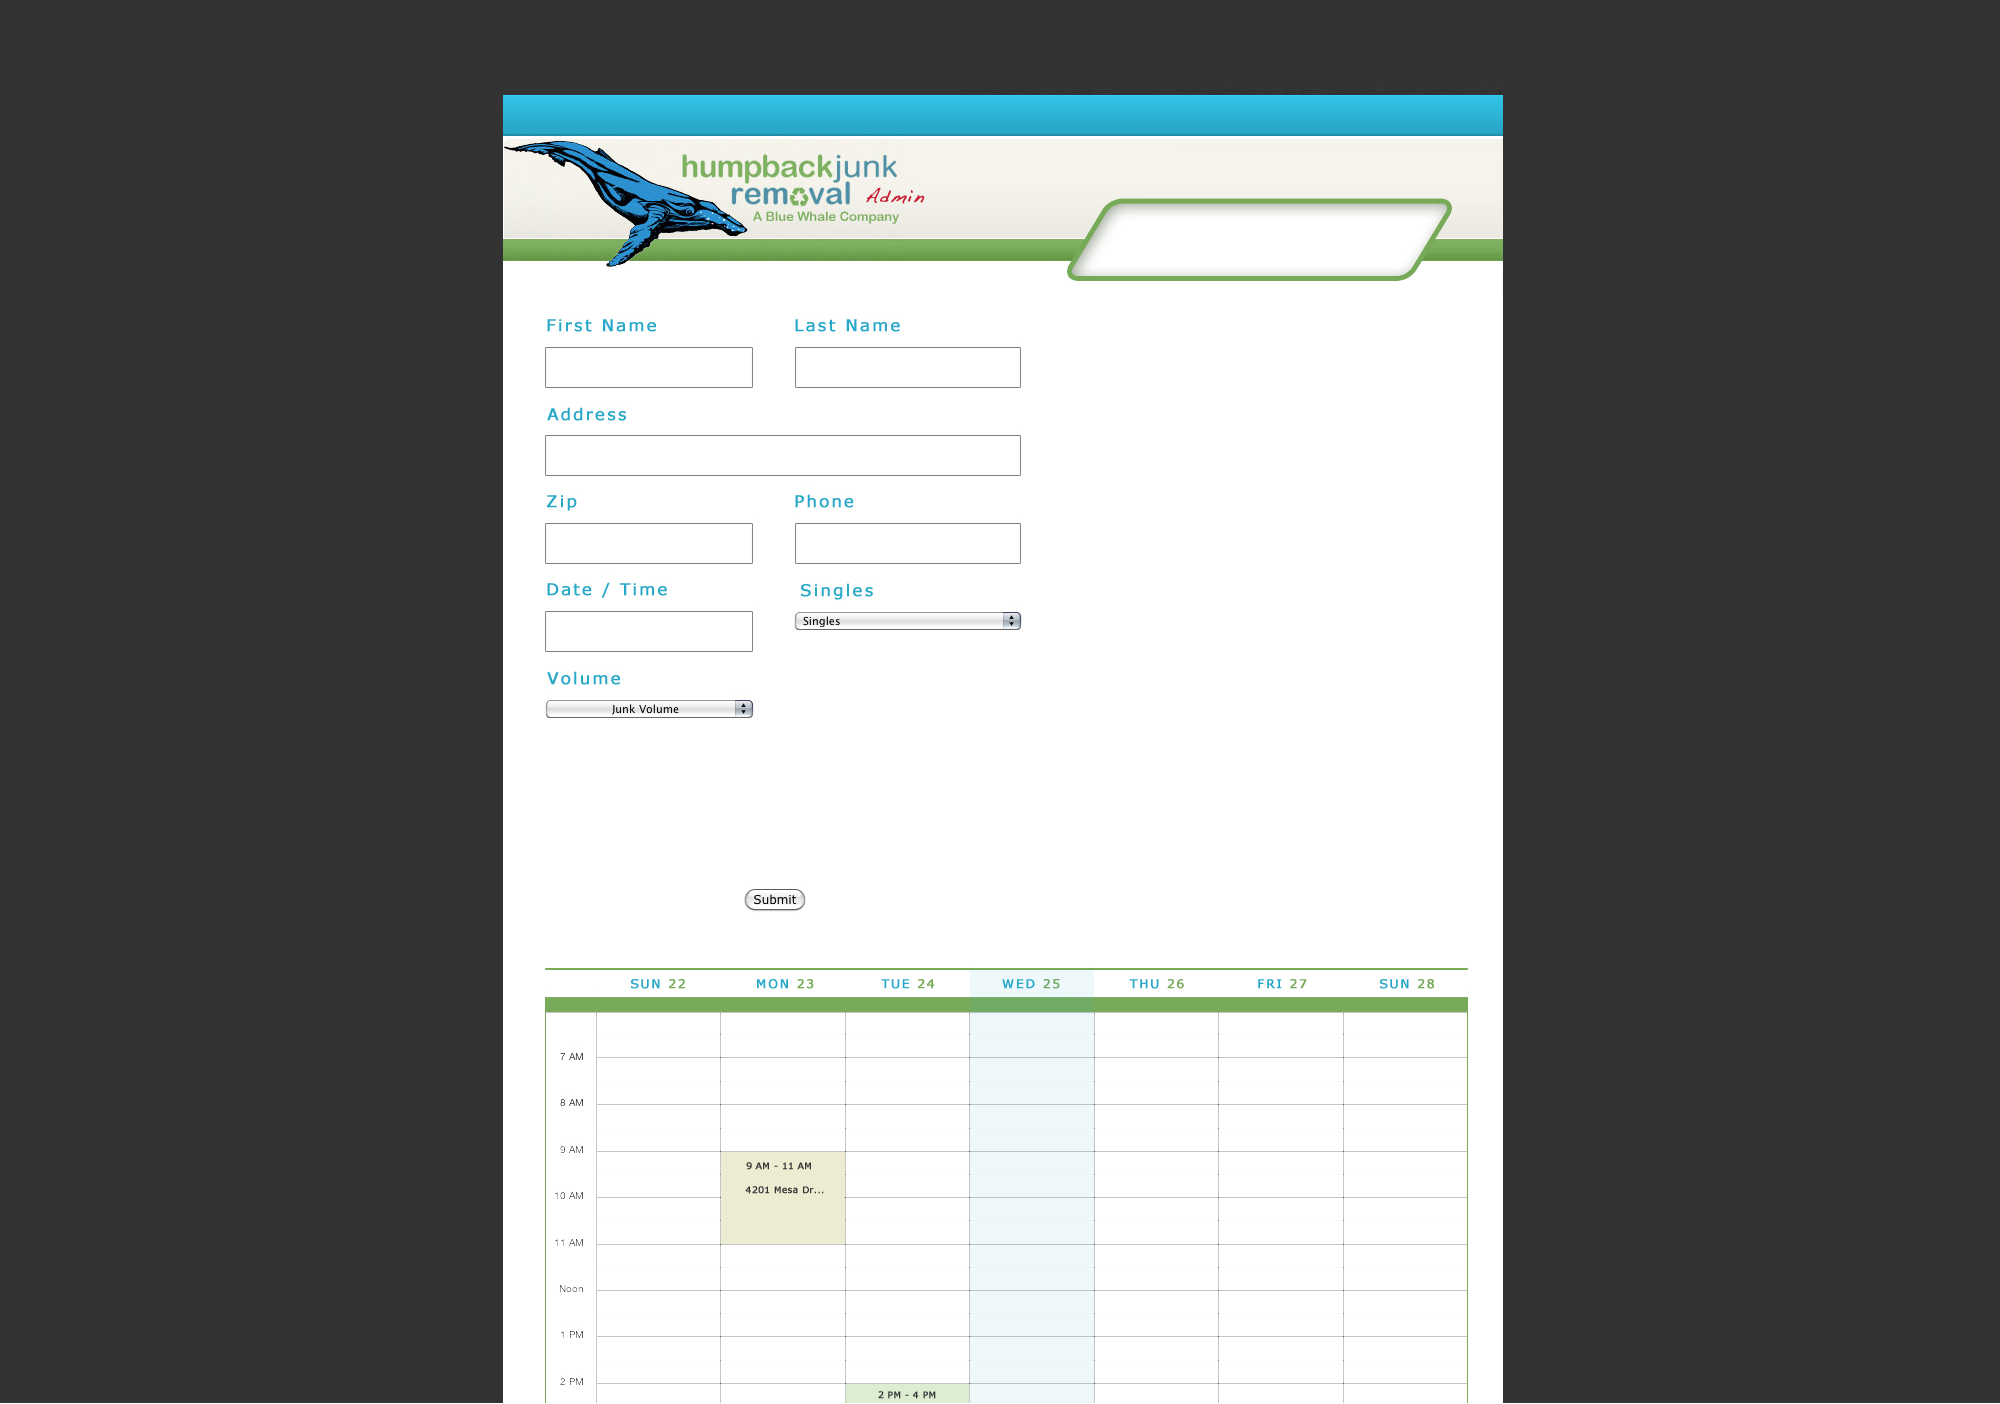 humpbackjunk
removal Admin
A Blue Whale Company
First Name Last Name
Address
Zip Phone
Date / Time Singles
Singles
Volume
Junk Volume
Submit
SUN 22 MON 23 TUE 24 WED 25 THU 26 FRI 27 SUN 28
7 AM
8 AM
9 AM
9 AM - 11 AM
4201 Mesa Dr...
10 AM
11 AM
Noon
1 PM
2 PM
2 PM - 4 PM